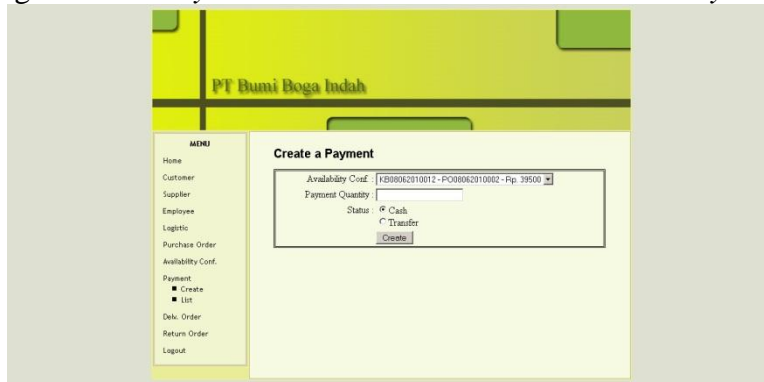 PT Bumi Boga Indah
MENU
Home
Customer
Supplier
Employee
Logistic
Purchase Order
Availability Conf.
Payment
Create
List
Delv. Order
Return Order
Logout
Create a Payment
Availability Conf. : KB08062010012 - PO08062010002 - Rp. 39500
Payment Quantity :
Status : Cash
Transfer
Create